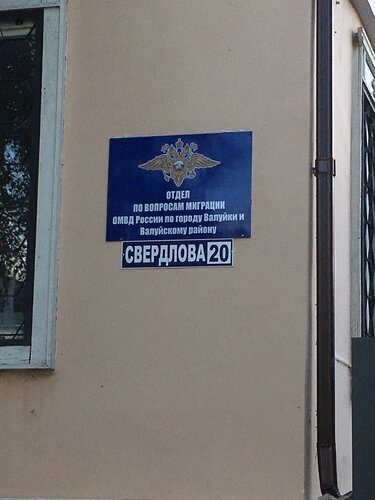 ОТДЕЛ
ПО ВОПРОСАМ МИГРАЦИИ
ОМВД России по городу Валуйки и
Валуйскому району
СВЕРДЛОВА 20